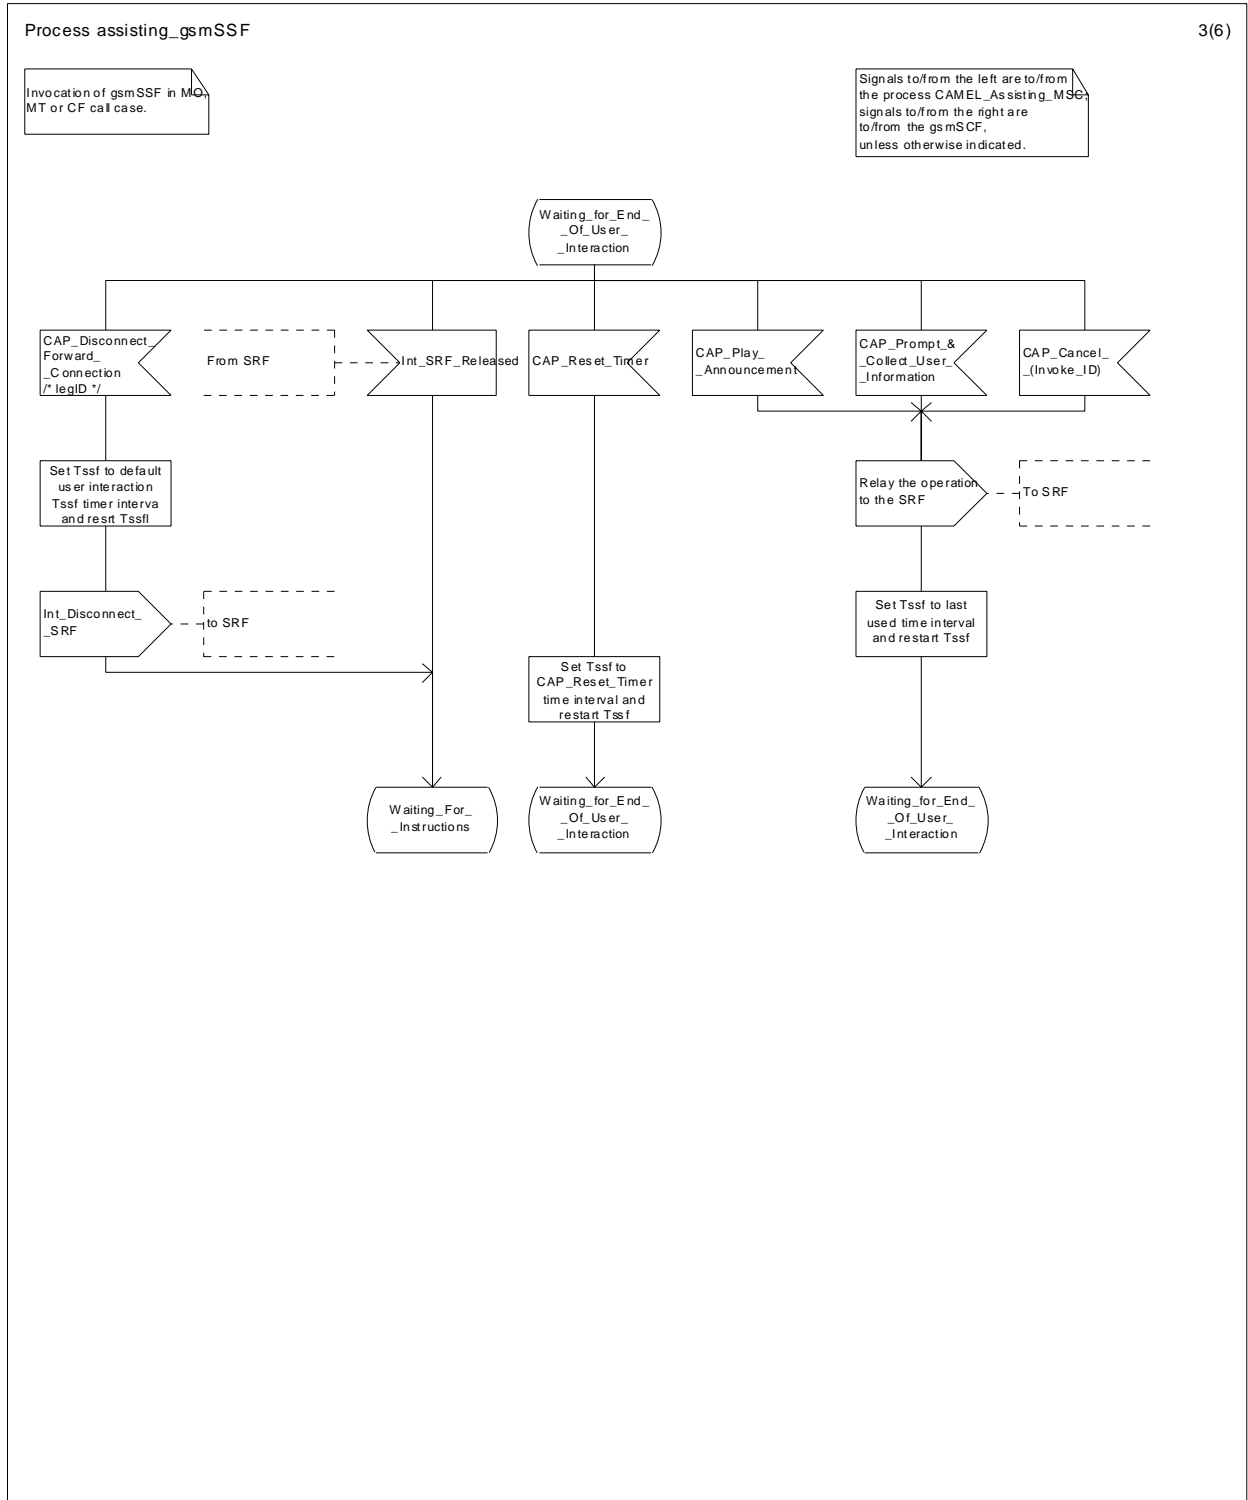 Process assisting_gsmSSF
3(6)
Invocation of gsmSSF in MO,
MT or CF call case.
Signals to/from the left are to/from
the process CAMEL_Assisting_MSC;
signals to/from the right are
to/from the gsmSCF,
unless otherwise indicated.
Waiting_for_End_
_Of_User_
_Interaction
CAP_Disconnect_
Forward_
_Connection
/* legID */
From SRF
Int_SRF_Released
CAP_Reset_Timer
CAP_Play_
_Announcement
CAP_Prompt_&
_Collect_User_
_Information
CAP_Cancel_
_(Invoke_ID)
Set Tssf to default
user interaction
Tssf timer interva
and resrt Tssfl
Relay the operation
to the SRF
To SRF
Int_Disconnect_
_SRF
to SRF
Set Tssf to last
used time interval
and restart Tssf
Set Tssf to
CAP_Reset_Timer
time interval and
restart Tssf
Waiting_For_
_Instructions
Waiting_for_End_
_Of_User_
_Interaction
Waiting_for_End_
_Of_User_
_Interaction